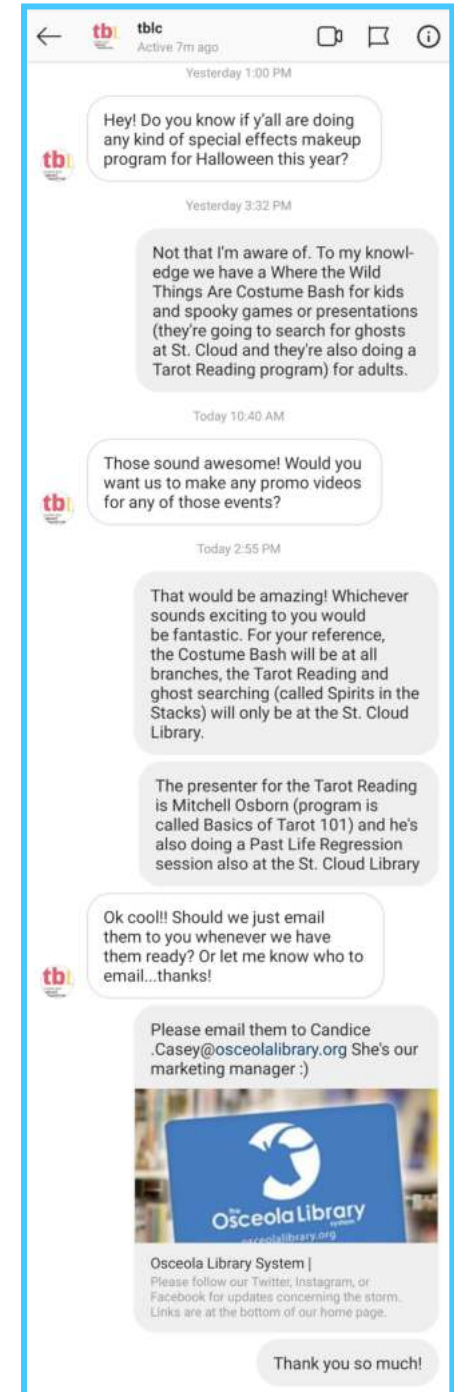 tb
tblc
Active 7m ago
Yesterday 1:00 PM
Hey! Do you know if y'all are doing
any kind of special effects makeup
program for Halloween this year?
tb
Yesterday 3:32 PM
Not that I'm aware of. To my knowl-
edge we have a Where the Wild
Things Are Costume Bash for kids
and spooky games or presentations
(they're going to search for ghosts
at St. Cloud and they're also doing a
Tarot Reading program) for adults.
Today 10:40 AM
Those sound awesome! Would you
want us to make any promo videos
for any of those events?
tb
Today 2:55 PM
That would be amazing! Whichever
sounds exciting to you would
be fantastic. For your reference,
the Costume Bash will be at all
branches, the Tarot Reading and
ghost searching (called Spirits in the
Stacks) will only be at the St. Cloud
Library.
The presenter for the Tarot Reading
is Mitchell Osborn (program is
called Basics of Tarot 101) and he's
also doing a Past Life Regression
session also at the St. Cloud Library
Ok cool!! Should we just email
them to you whenever we have
them ready? Or let me know who to
email...thanks!
tb
Please email them to Candice
.Casey@osceolalibrary.org She's our
marketing manager :)
the
Osceola Library
system
osceolalibrary.org
Osceola Library System |
Please follow our Twitter, Instagram, or
Facebook for updates concerning the storm.
Links are at the bottom of our home page.
Thank you so much!